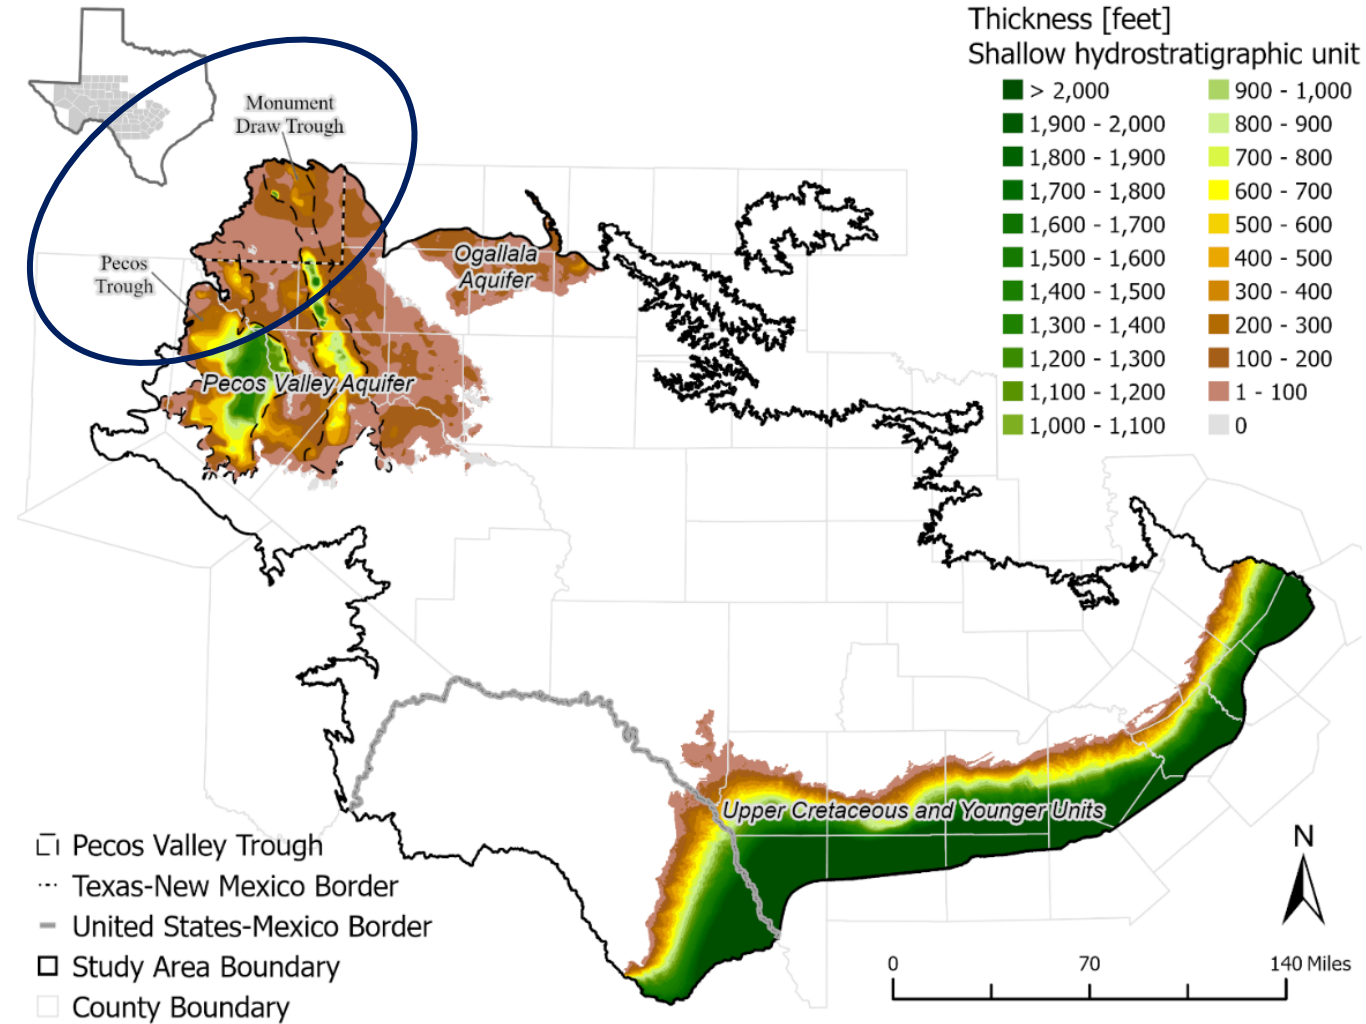 Thickness [feet]
Shallow hydrostratigraphic unit
> 2,000
1,900 - 2,000
1,800 - 1,900
1,700 - 1,800
1,600 - 1,700
1,500 - 1,600
1,400 - 1,500
1,300 - 1,400
1,200 - 1,300
1,100 - 1,200
1,000 - 1,100
900 - 1,000
800 - 900
700 - 800
600 - 700
500 - 600
400 - 500
300 - 400
200 - 300
100 - 200
1 - 100
0
Monument
Draw Trough
Pecos
Trough
Ogallala
Aquifer
Pecos Valley Aquifer
Upper Cretaceous and Younger Units
Pecos Valley Trough
Texas-New Mexico Border
United States-Mexico Border
Study Area Boundary
County Boundary
N
0 70 140 Miles